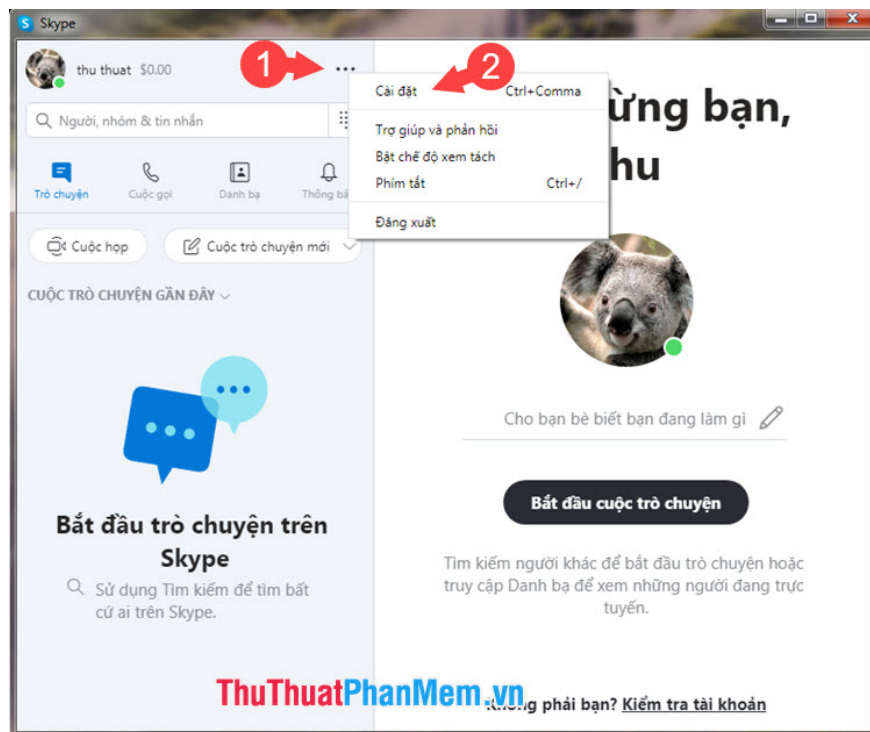 Skype
thu thuat $0.00
1
2
Cài đặt Ctrl+Comma
Trợ giúp và phản hồi
Bật chế độ xem tách
Phím tắt Ctrl+/
Đăng xuất
Người, nhóm & tin nhắn
Trò chuyện Cuộc gọi Danh bạ Thông bá
Cuộc họp Cuộc trò chuyện mới
CUỘC TRÒ CHUYỆN GẦN ĐÂY
Bắt đầu trò chuyện trên
Skype
Sử dụng Tìm kiếm để tìm bất
cứ ai trên Skype.
ừng bạn,
hu
Cho bạn bè biết bạn đang làm gì
Bắt đầu cuộc trò chuyện
Tìm kiếm người khác để bắt đầu trò chuyện hoặc
truy cập Danh bạ để xem những người đang trực
tuyến.
ThuThuatPhanMem.vn
Không phải bạn? Kiểm tra tài khoản